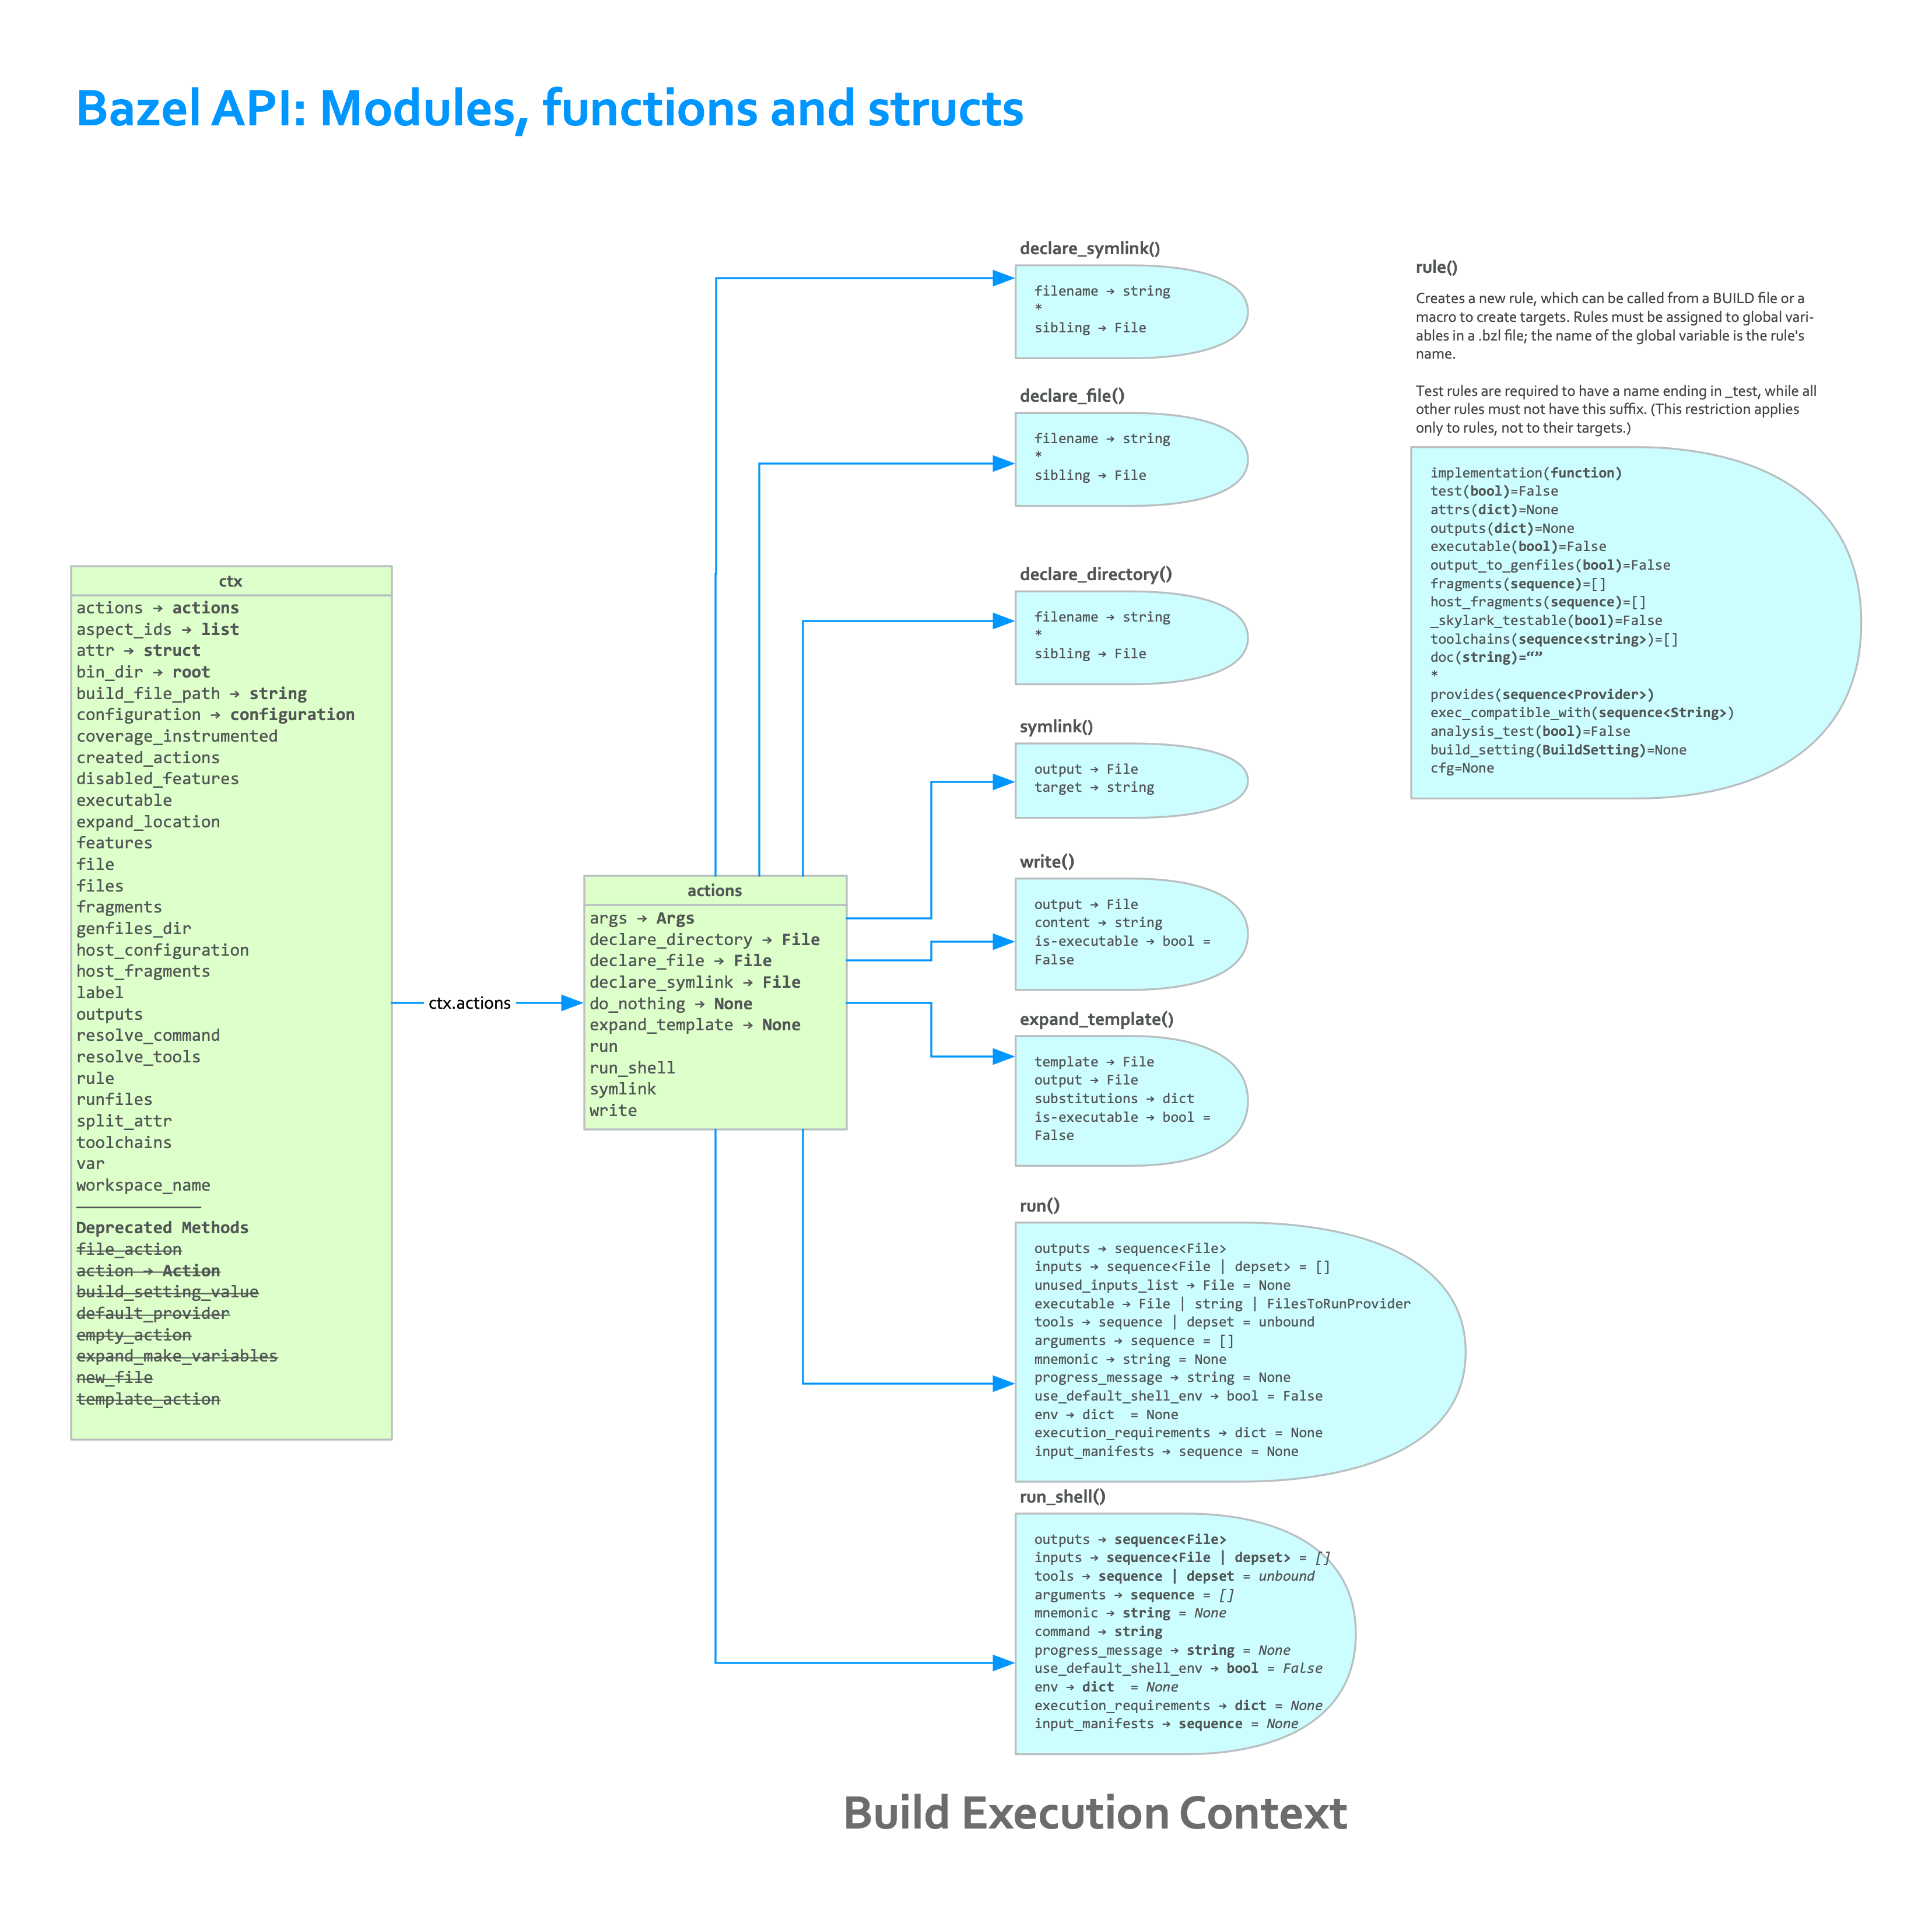 Bazel API: Modules, functions and structs
ctx
actions → actions
aspect_ids → list
attr → struct
bin_dir → root
build_file_path → string
configuration → configuration
coverage_instrumented
created_actions
disabled_features
executable
expand_location
features
file
files
fragments
genfiles_dir
host_configuration
host_fragments
label
outputs
resolve_command
resolve_tools
rule
runfiles
split_attr
toolchains
var
workspace_name
Deprecated Methods
file_action
action → Action
build_setting_value
default_provider
empty_action
expand_make_variables
new_file
template_action
ctx.actions
actions
args → Args
declare_directory → File
declare_file → File
declare_symlink → File
do_nothing → None
expand_template → None
run
run_shell
symlink
write
declare_symlink()
filename → string
*
sibling → File
declare_file()
filename → string
*
sibling → File
declare_directory()
filename → string
*
sibling → File
symlink()
output → File
target → string
write()
output → File
content → string
is-executable → bool =
False
expand_template()
template → File
output → File
substitutions → dict
is-executable → bool =
False
run()
outputs → sequence<File>
inputs → sequence<File | depset> = []
unused_inputs_list → File = None
executable → File | string | FilesToRunProvider
tools → sequence | depset = unbound
arguments → sequence = []
mnemonic → string = None
progress_message → string = None
use_default_shell_env → bool = False
env → dict  = None
execution_requirements → dict = None
input_manifests → sequence = None
run_shell()
outputs → sequence<File>
inputs → sequence<File | depset> = []
tools → sequence | depset = unbound
arguments → sequence = []
mnemonic → string = None
command → string
progress_message → string = None
use_default_shell_env → bool = False
env → dict  = None
execution_requirements → dict = None
input_manifests → sequence = None
rule()
Creates a new rule, which can be called from a BUILD file or a
macro to create targets. Rules must be assigned to global vari-
ables in a .bzl file; the name of the global variable is the rule's
name.
Test rules are required to have a name ending in _test, while all
other rules must not have this suffix. (This restriction applies
only to rules, not to their targets.)
implementation(function)
test(bool)=False
attrs(dict)=None
outputs(dict)=None
executable(bool)=False
output_to_genfiles(bool)=False
fragments(sequence)=[]
host_fragments(sequence)=[]
_skylark_testable(bool)=False
toolchains(sequence<string>)=[]
doc(string)=“”
*
provides(sequence<Provider>)
exec_compatible_with(sequence<String>)
analysis_test(bool)=False
build_setting(BuildSetting)=None
cfg=None
Build Execution Context